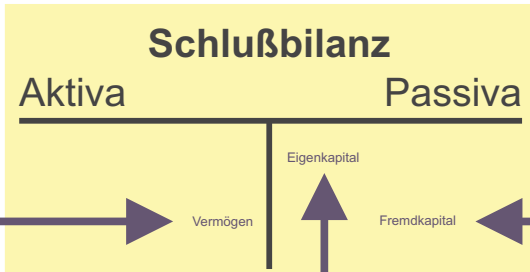 Schlußbilanz
Aktiva Passiva
Eigenkapital
Vermögen Fremdkapital